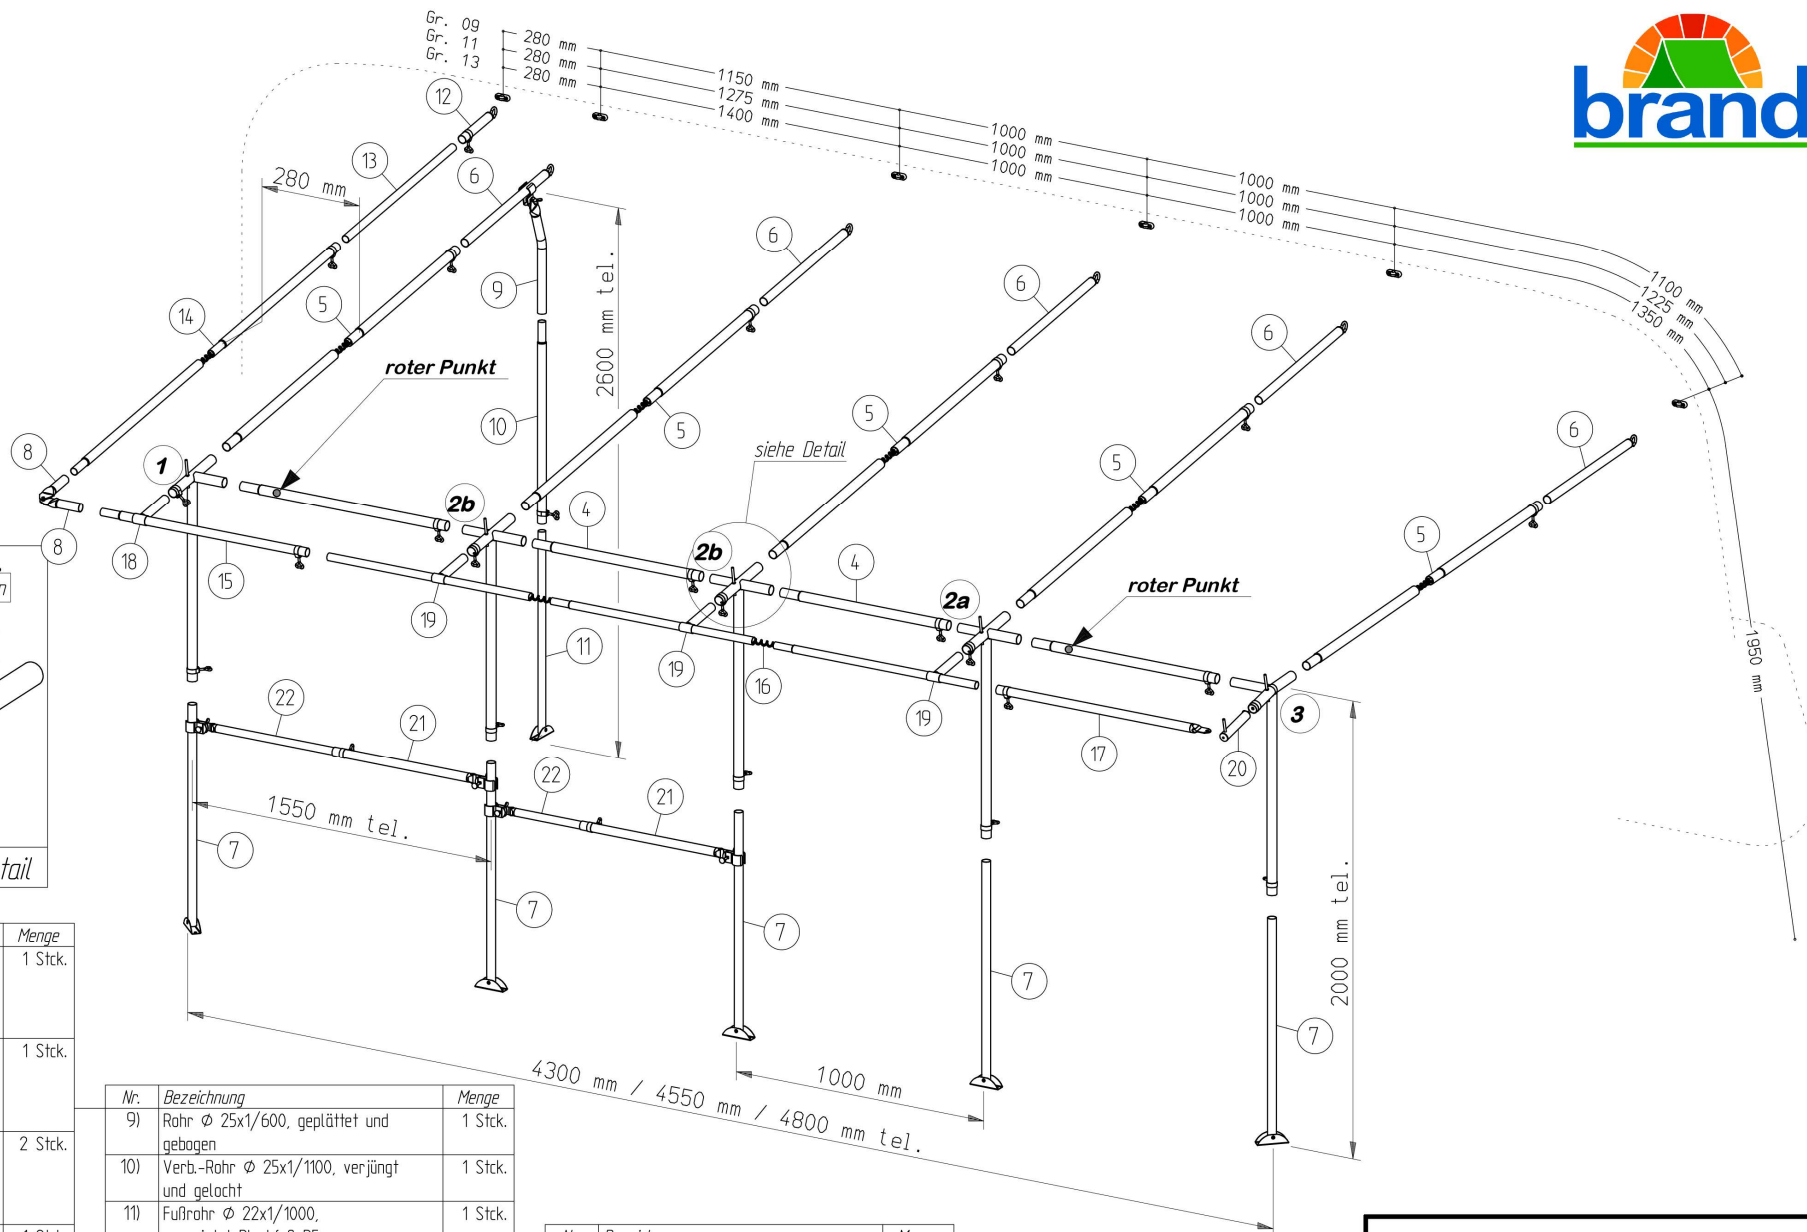 Gr. 09
Gr. 11
Gr. 13
280 mm
280 mm
280 mm
1150 mm
1275 mm
1400 mm
1000 mm
1000 mm
1000 mm
1000 mm
1000 mm
1000 mm
1100 mm
1225 mm
1350 mm
1950 mm
brand
12
13
6
280 mm
6
6
6
6
2600 mm tel.
9
14
5
roter Punkt
10
5
siehe Detail
5
5
5
8
1
2b
4
2b
4
2a
roter Punkt
8
18
15
19
11
19
16
19
17
20
3
22
21
22
21
1550 mm tel.
7
7
7
7
7
2000 mm tel.
1000 mm
4300 mm / 4550 mm / 4800 mm tel.
tail
Menge
1 Stck.
1 Stck.
2 Stck.
Nr. Bezeichnung Menge
9) Rohr Ø 25x1/600, geplättet und 1 Stck.
gebogen
10) Verb.-Rohr Ø 25x1/1100, verjüngt 1 Stck.
und gelocht
11) Fußrohr Ø 22x1/1000, 1 Stck.